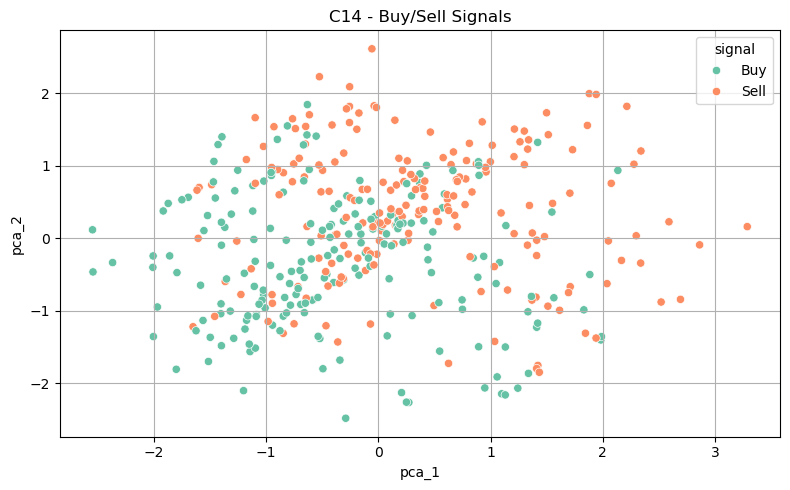 C14 - Buy/Sell Signals
signal
Buy
Sell
pca_2
2
1
0
−1
−2
−2
−1
0
1
2
3
pca_1